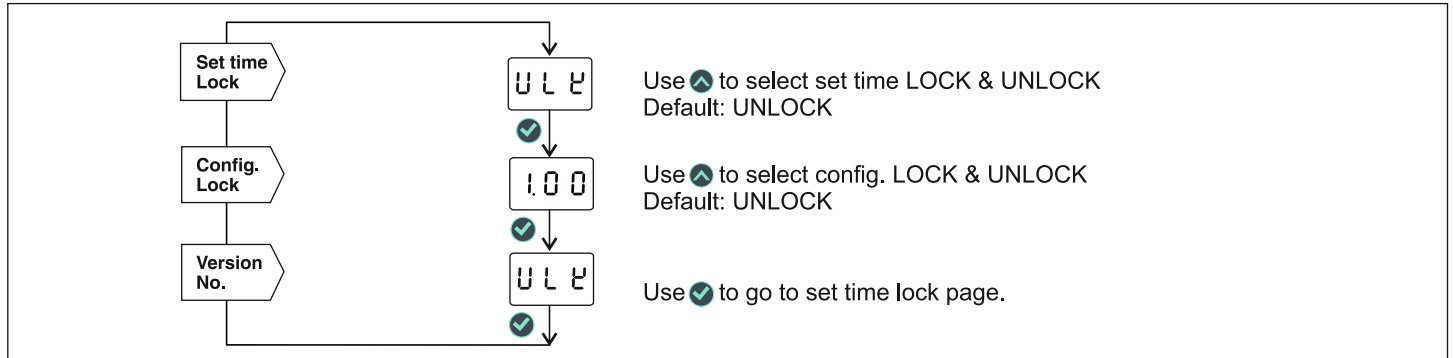 Set time
Lock
ULK
Use to select set time LOCK & UNLOCK
Default: UNLOCK
Config.
Lock
1.00
Use to select config. LOCK & UNLOCK
Default: UNLOCK
Version
No.
ULK
Use to go to set time lock page.